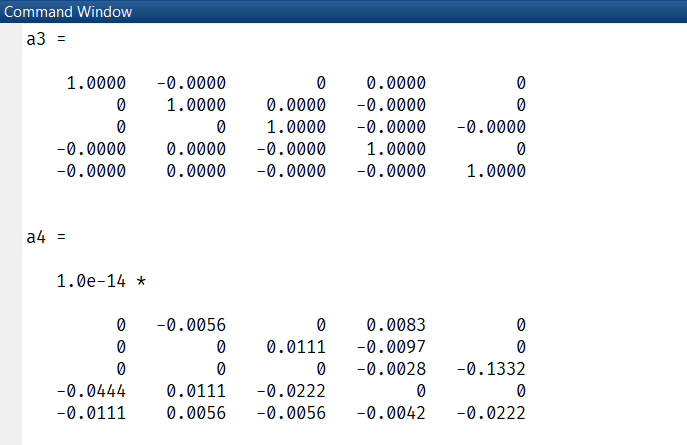 Command Window
a3 =
1.0000 -0.0000 0 0.0000 0
0 1.0000 0.0000 -0.0000 0
0 0 1.0000 -0.0000 -0.0000
-0.0000 0.0000 -0.0000 1.0000 0
-0.0000 0.0000 -0.0000 -0.0000 1.0000
a4 =
1.0e-14 *
0 -0.0056 0 0.0083 0
0 0 0.0111 -0.0097 0
0 0 0 -0.0028 -0.1332
-0.0444 0.0111 -0.0222 0 0
-0.0111 0.0056 -0.0056 -0.0042 -0.0222